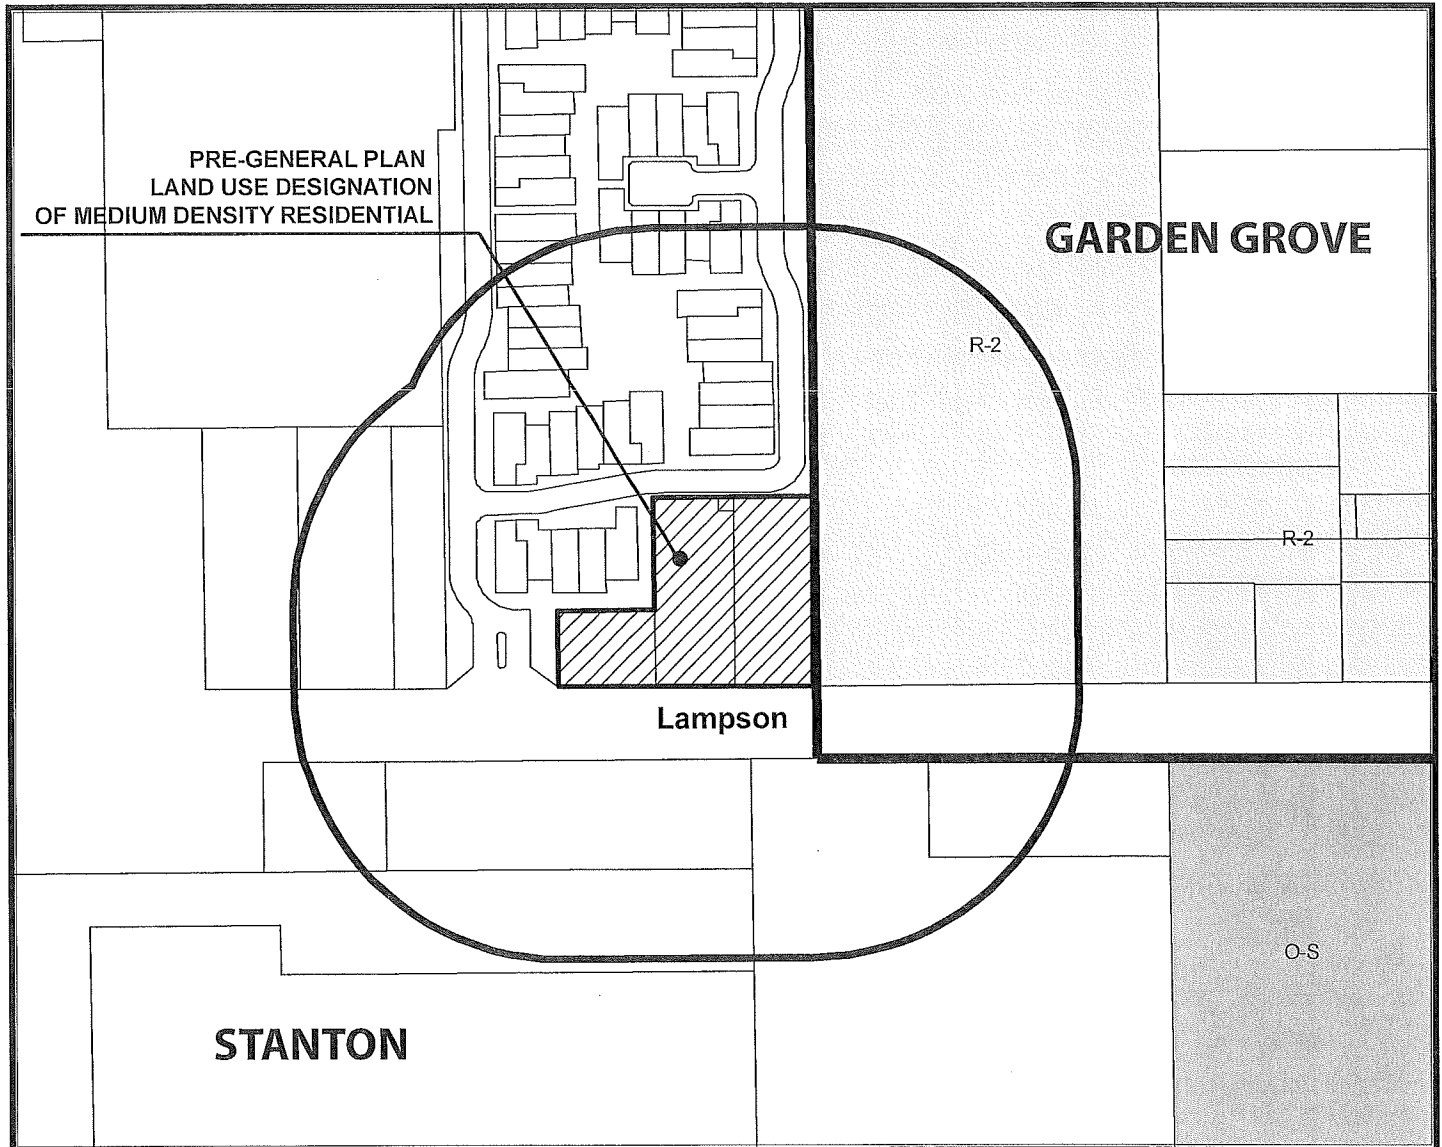 PRE-GENERAL PLAN
LAND USE DESIGNATION
OF MEDIUM DENSITY RESIDENTIAL
GARDEN GROVE
R-2
R-2
Lampson
O-S
STANTON